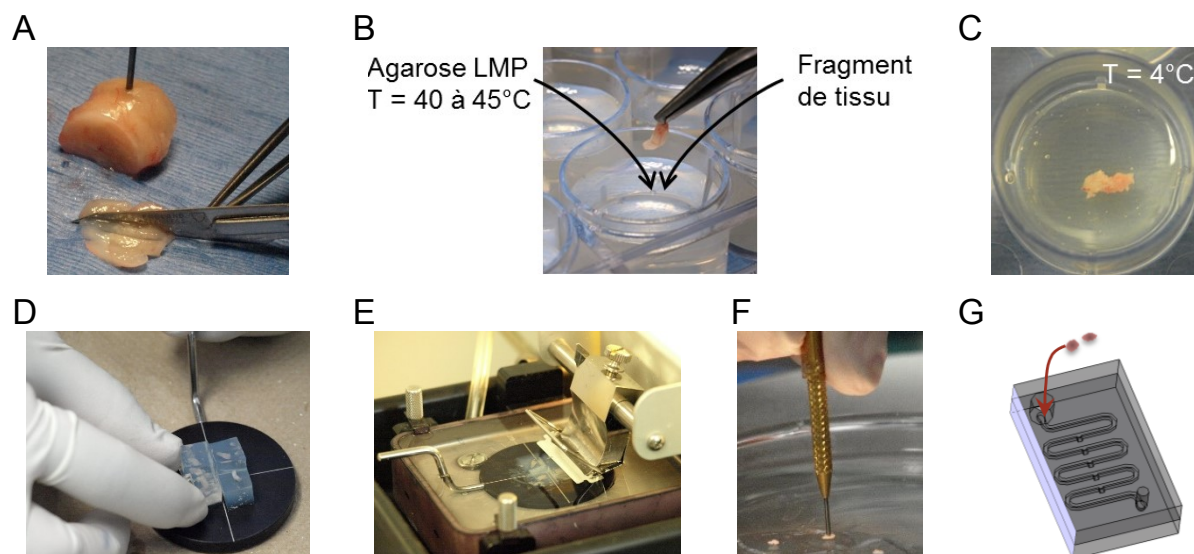 A
B
C
Agarose LMP
T = 40 à 45°C
Fragment
de tissu
T = 4°C
D
E
F
G